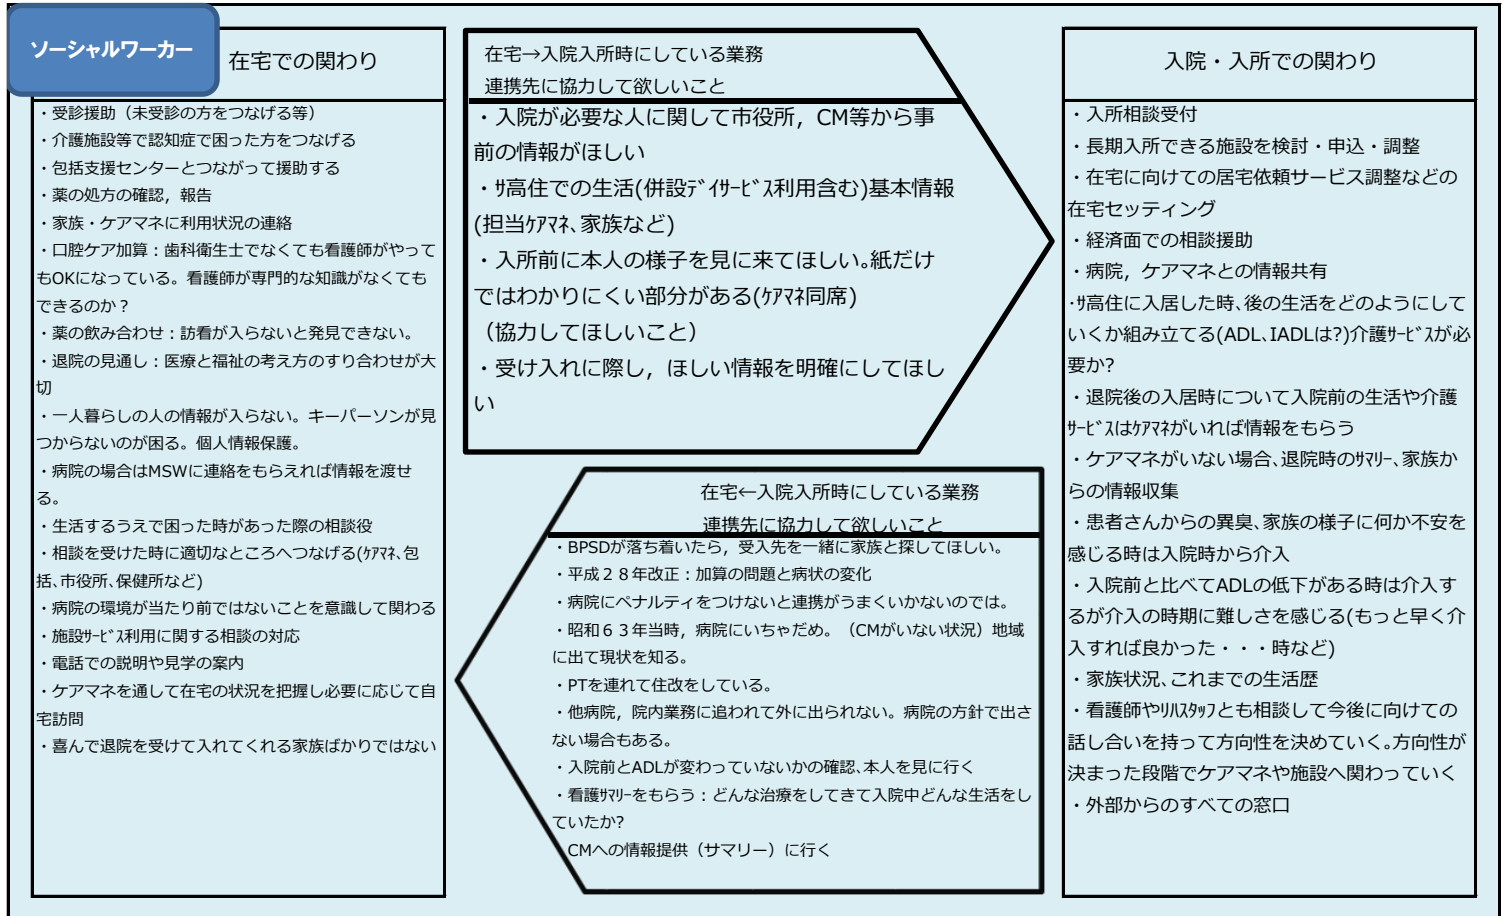 ソーシャルワーカー
在宅での関わり
・受診援助（未受診の方をつなげる等）
・介護施設等で認知症で困った方をつなげる
・包括支援センターとつながって援助する
・薬の処方の確認，報告
・家族・ケアマネに利用状況の連絡
・口腔ケア加算：歯科衛生士でなくても看護師がやって
もOKになっている。看護師が専門的な知識がなくても
できるのか？
・薬の飲み合わせ：訪看が入らないと発見できない。
・退院の見通し：医療と福祉の考え方のすり合わせが大
切
・一人暮らしの人の情報が入らない。キーパーソンが見
つからないのが困る。個人情報保護。
・病院の場合はMSWに連絡をもらえれば情報を渡せ
る。
・生活するうえで困った時があった際の相談役
・相談を受けた時に適切なところへつなげる(ｹｱﾏﾈ､包
括､市役所､保健所など)
・病院の環境が当たり前ではないことを意識して関わる
・施設ｻｰﾋﾞｽ利用に関する相談の対応
・電話での説明や見学の案内
・ケアマネを通して在宅の状況を把握し必要に応じて自
宅訪問
・喜んで退院を受けて入れてくれる家族ばかりではない
在宅→入院入所時にしている業務
連携先に協力して欲しいこと
・入院が必要な人に関して市役所，CM等から事
前の情報がほしい
・ｻ高住での生活(併設ﾃﾞｲｻｰﾋﾞｽ利用含む)基本情報
(担当ｹｱﾏﾈ､家族など)
・入所前に本人の様子を見に来てほしい｡紙だけ
ではわかりにくい部分がある(ｹｱﾏﾈ同席)
（協力してほしいこと）
・受け入れに際し，ほしい情報を明確にしてほし
い
在宅←入院入所時にしている業務
連携先に協力して欲しいこと
・BPSDが落ち着いたら，受入先を一緒に家族と探してほしい。
・平成２８年改正：加算の問題と病状の変化
・病院にペナルティをつけないと連携がうまくいかないのでは。
・昭和６３年当時，病院にいちゃだめ。（CMがいない状況）地域
に出て現状を知る。
・PTを連れて住改をしている。
・他病院，院内業務に追われて外に出られない。病院の方針で出さ
ない場合もある。
・入院前とADLが変わっていないかの確認､本人を見に行く
・看護ｻﾏﾘｰをもらう：どんな治療をしてきて入院中どんな生活をし
ていたか?
CMへの情報提供（サマリー）に行く
入院・入所での関わり
・入所相談受付
・長期入所できる施設を検討・申込・調整
・在宅に向けての居宅依頼サービス調整などの
在宅セッティング
・経済面での相談援助
・病院，ケアマネとの情報共有
･ｻ高住に入居した時､後の生活をどのようにして
いくか組み立てる(ADL､IADLは?)介護ｻｰﾋﾞｽが必
要か?
・退院後の入居時について入院前の生活や介護
ｻｰﾋﾞｽはｹｱﾏﾈがいれば情報をもらう
・ケアマネがいない場合､退院時のｻﾏﾘｰ､家族か
らの情報収集
・患者さんからの異臭､家族の様子に何か不安を
感じる時は入院時から介入
・入院前と比べてADLの低下がある時は介入す
るが介入の時期に難しさを感じる(もっと早く介
入すれば良かった・・・時など)
・家族状況､これまでの生活歴
・看護師やﾘﾊｽﾀｯﾌとも相談して今後に向けての
話し合いを持って方向性を決めていく｡方向性が
決まった段階でケアマネや施設へ関わっていく
・外部からのすべての窓口